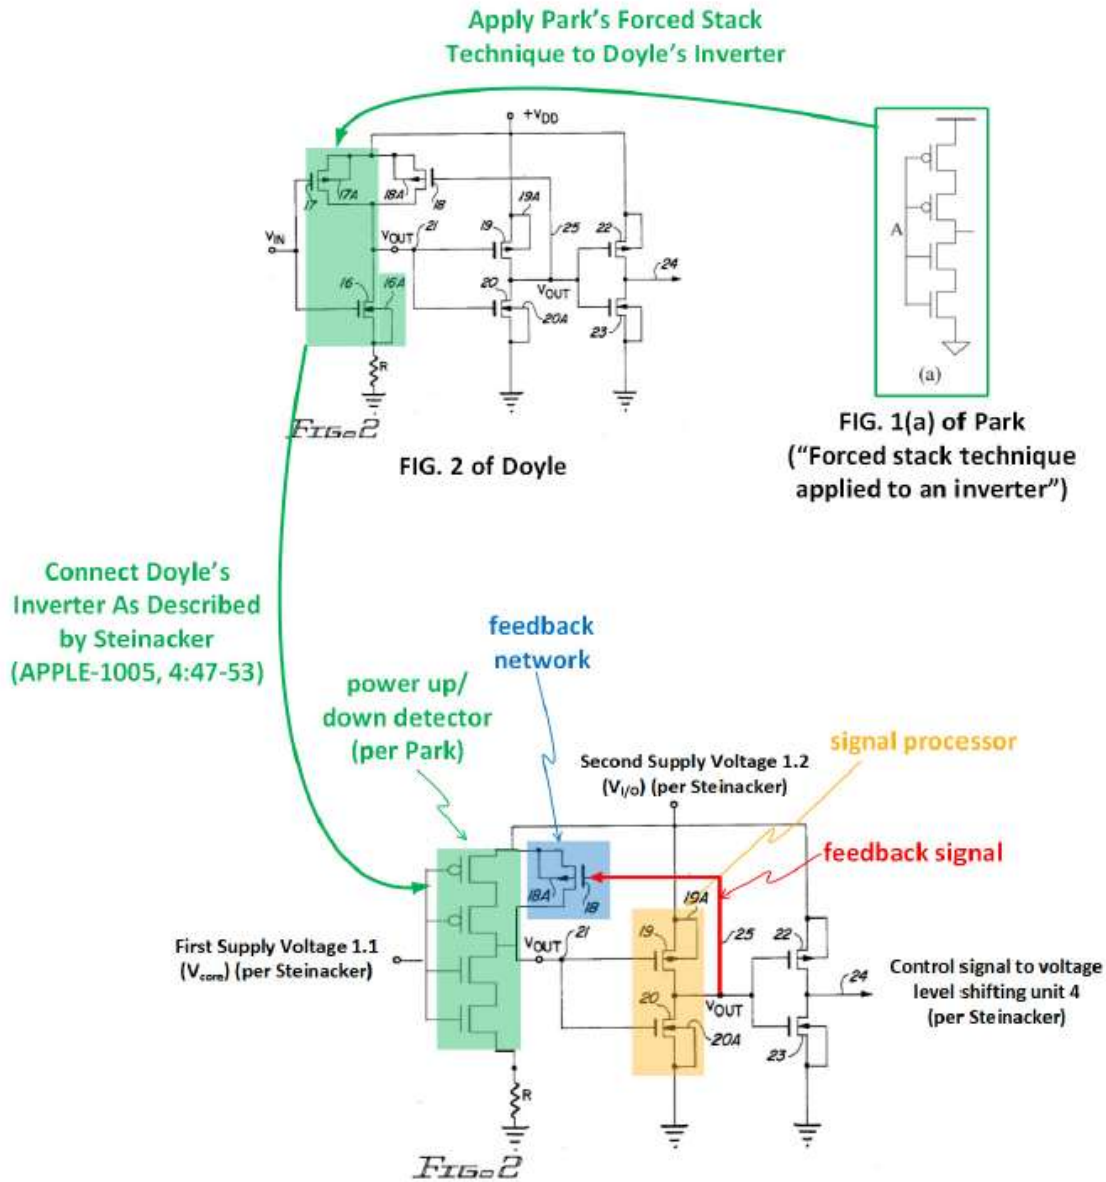 Apply Park's Forced Stack
Technique to Doyle's Inverter
+VDD
17
17A
18A
18
19A
19
25
22
VIN
VOUT
21
24
16
16A
20
VOUT
20A
23
R
FIG. 2
FIG. 2 of Doyle
A
(a)
FIG. 1(a) of Park
("Forced stack technique
applied to an inverter")
Connect Doyle's
Inverter As Described
by Steinacker
(APPLE-1005, 4:47-53)
feedback
network
power up/
down detector
(per Park)
signal processor
Second Supply Voltage 1.2
(VI/O) (per Steinacker)
feedback signal
18A
18
19A
First Supply Voltage 1.1
(Vcore) (per Steinacker)
VOUT
21
19
25
22
24
Control signal to voltage
level shifting unit 4
(per Steinacker)
20
VOUT
20A
23
R
FIG. 2